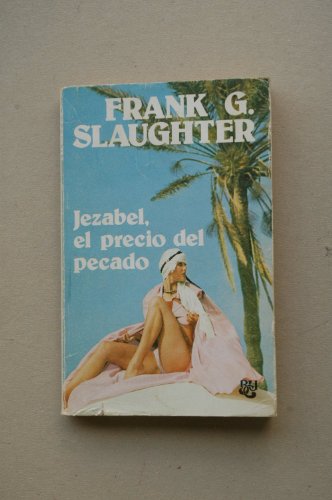 FRANK G.
SLAUGHTER
Jezabel,
el precio del
pecado